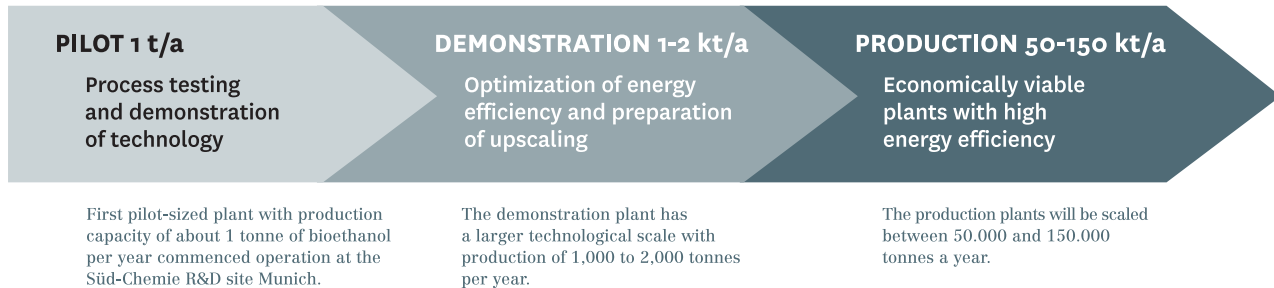 PILOT 1 t/a
Process testing
and demonstration
of technology
First pilot-sized plant with production
capacity of about 1 tonne of bioethanol
per year commenced operation at the
Süd-Chemie R&D site Munich.
DEMONSTRATION 1-2 kt/a
Optimization of energy
efficiency and preparation
of upscaling
The demonstration plant has
a larger technological scale with
production of 1,000 to 2,000 tonnes
per year.
PRODUCTION 50-150 kt/a
Economically viable
plants with high
energy efficiency
The production plants will be scaled
between 50.000 and 150.000
tonnes a year.